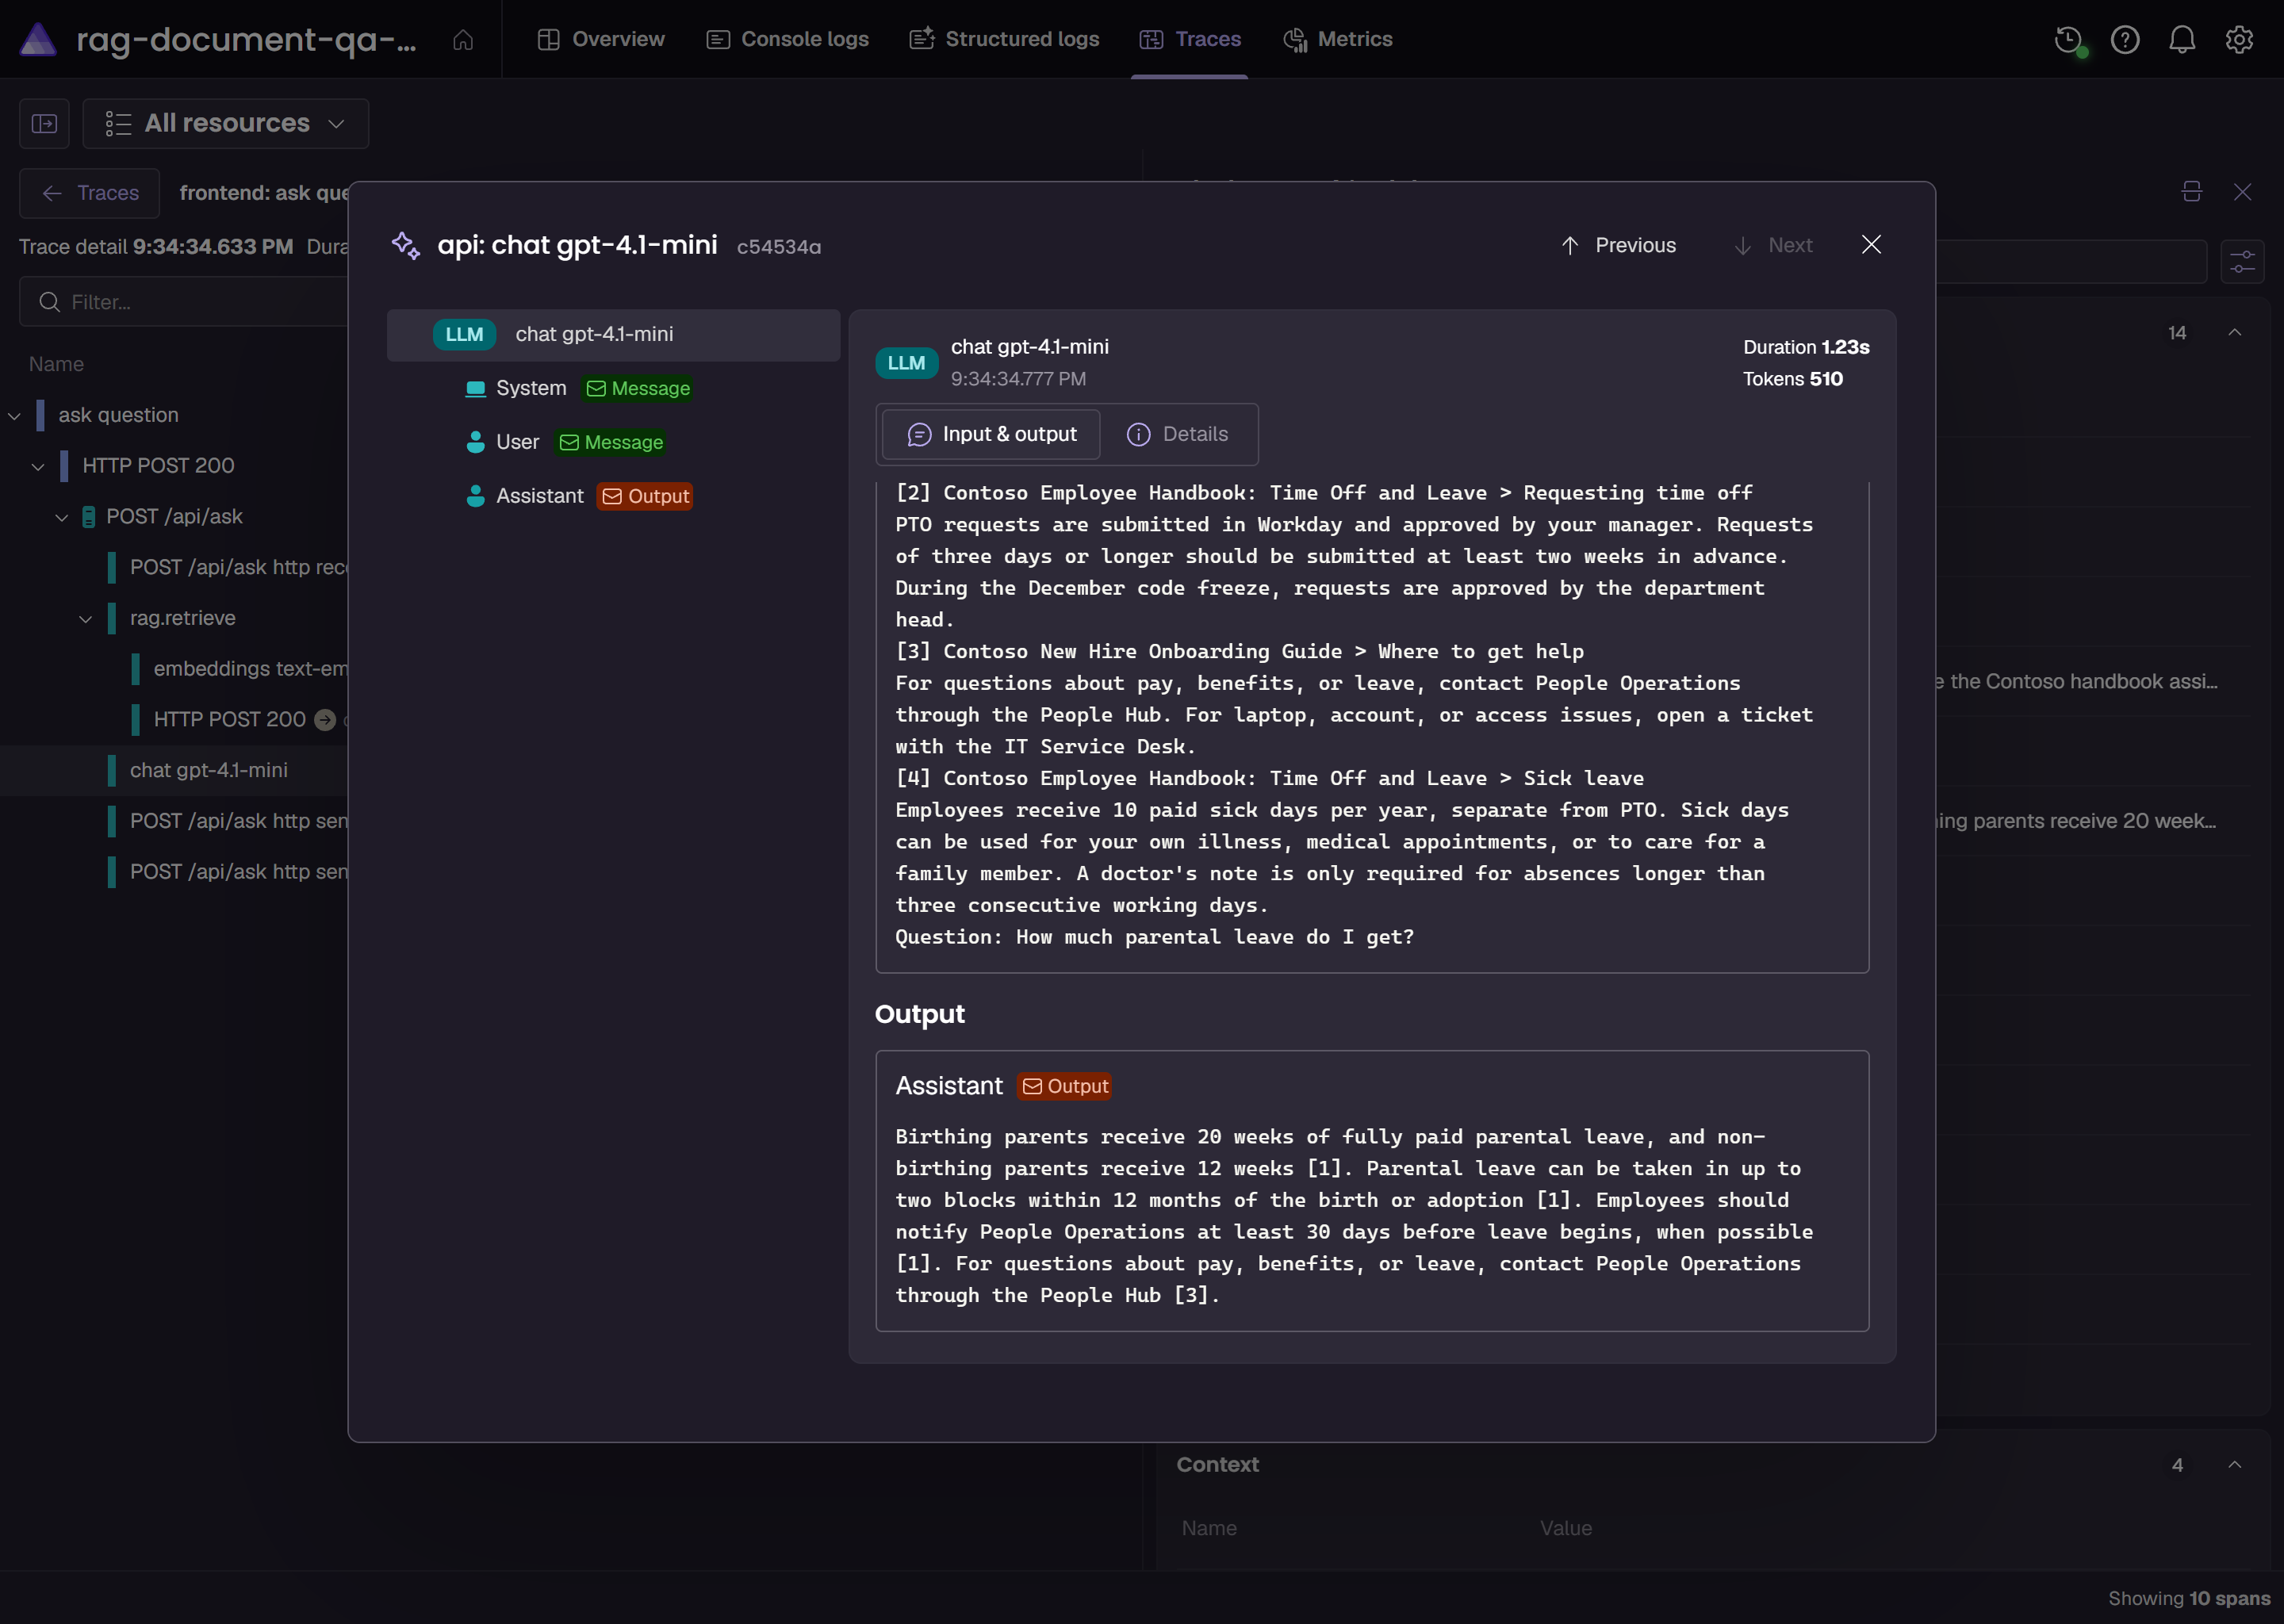 rag-document-qa-...
Overview
Console logs
Structured logs
Traces
Metrics
All resources
Traces
frontend: ask que
Trace detail 9:34:34.633 PM Dura
Filter...
Name
ask question
HTTP POST 200
POST /api/ask
POST /api/ask http rece
rag.retrieve
embeddings text-em
HTTP POST 200
chat gpt-4.1-mini
POST /api/ask http sen
POST /api/ask http sen
api: chat gpt-4.1-mini c54534a
Previous
Next
LLM chat gpt-4.1-mini
System Message
User Message
Assistant Output
LLM
chat gpt-4.1-mini
9:34:34.777 PM
Duration 1.23s
Tokens 510
Input & output
Details
[2] Contoso Employee Handbook: Time Off and Leave > Requesting time off
PTO requests are submitted in Workday and approved by your manager. Requests
of three days or longer should be submitted at least two weeks in advance.
During the December code freeze, requests are approved by the department
head.
[3] Contoso New Hire Onboarding Guide > Where to get help
For questions about pay, benefits, or leave, contact People Operations
through the People Hub. For laptop, account, or access issues, open a ticket
with the IT Service Desk.
[4] Contoso Employee Handbook: Time Off and Leave > Sick leave
Employees receive 10 paid sick days per year, separate from PTO. Sick days
can be used for your own illness, medical appointments, or to care for a
family member. A doctor's note is only required for absences longer than
three consecutive working days.
Question: How much parental leave do I get?
Output
Assistant Output
Birthing parents receive 20 weeks of fully paid parental leave, and non-
birthing parents receive 12 weeks [1]. Parental leave can be taken in up to
two blocks within 12 months of the birth or adoption [1]. Employees should
notify People Operations at least 30 days before leave begins, when possible
[1]. For questions about pay, benefits, or leave, contact People Operations
through the People Hub [3].
14
e the Contoso handbook assi...
ing parents receive 20 week...
Context
4
Name
Value
Showing 10 spans